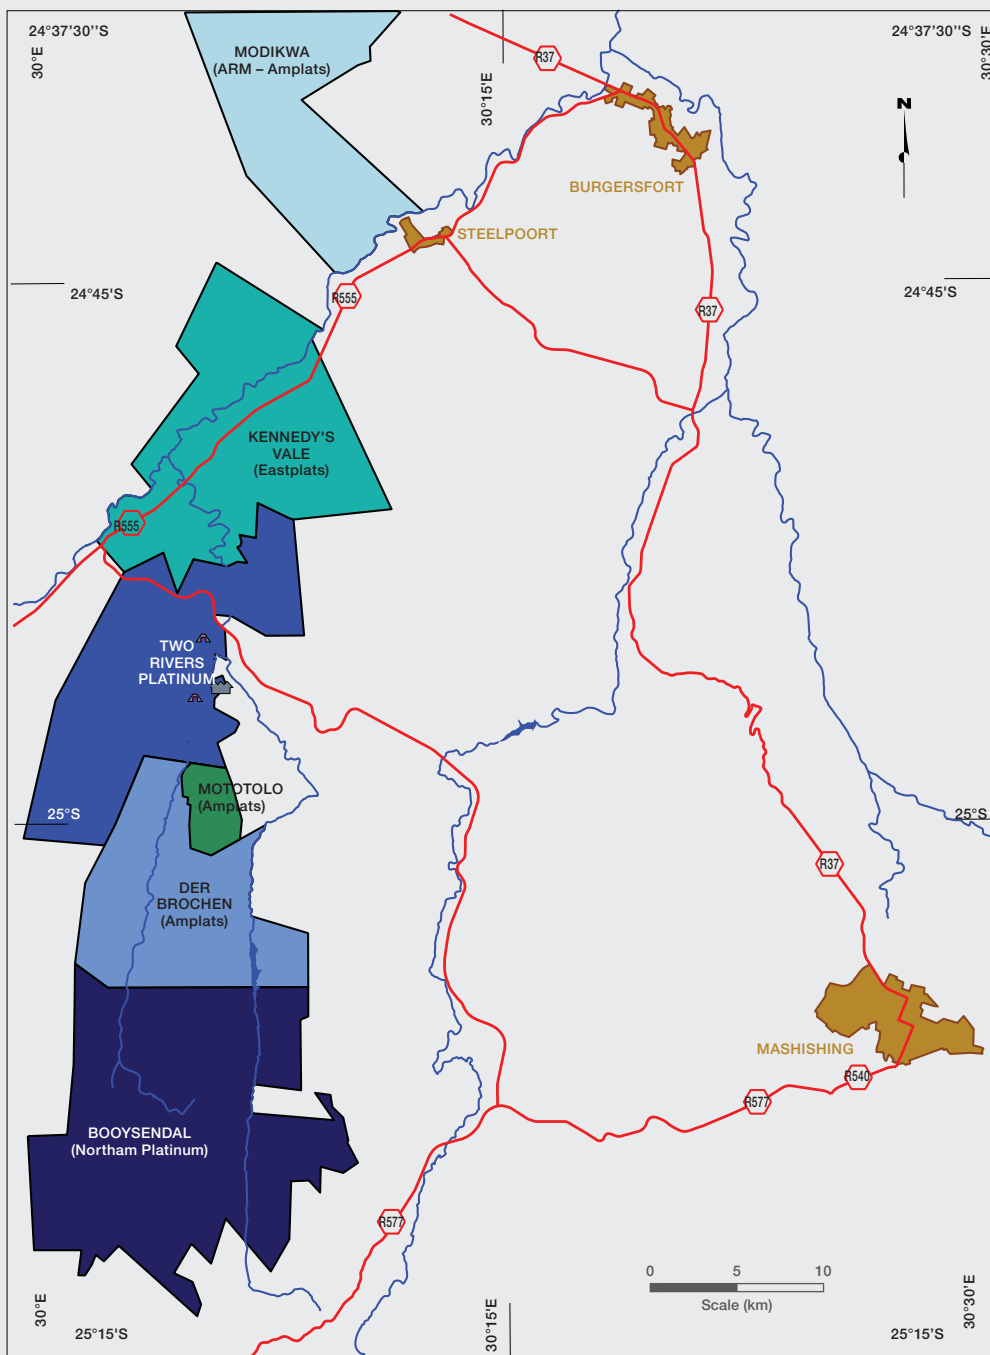 24°37'30''S
24°37'30''S
30°E
30°30'E
MODIKWA
(ARM – Amplats)
R37
30°15'E
N
BURGERSFORT
STEELPOORT
24°45'S
24°45'S
R555
R37
KENNEDY'S
VALE
(Eastplats)
R555
TWO
RIVERS
PLATINUM
MOTOTOLO
(Amplats)
25°S
25°S
R37
DER
BROCHEN
(Amplats)
MASHISHING
R540
R577
BOOYSENDAL
(Northam Platinum)
R577
0 5 10
Scale (km)
30°E
30°15'E
30°30'E
25°15'S
25°15'S